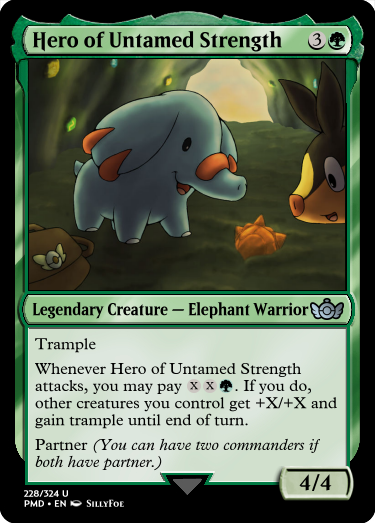 Hero of Untamed Strength 3
Legendary Creature — Elephant Warrior
Trample
Whenever Hero of Untamed Strength
attacks, you may pay X X . If you do,
other creatures you control get +X/+X and
gain trample until end of turn.
Partner (You can have two commanders if
both have partner.)
4/4
228/324 U
PMD • EN SILLYFOE